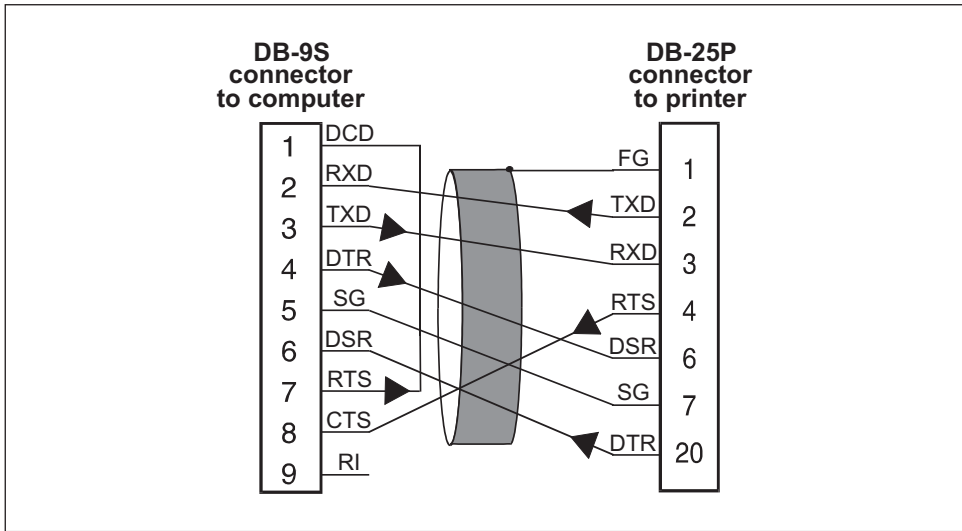 DB-9S
connector
to computer
DB-25P
connector
to printer
1 DCD
2 RXD
3 TXD
4 DTR
5 SG
6 DSR
7 RTS
8 CTS
9 RI
FG 1
TXD 2
RXD 3
RTS 4
DSR 6
SG 7
DTR 20